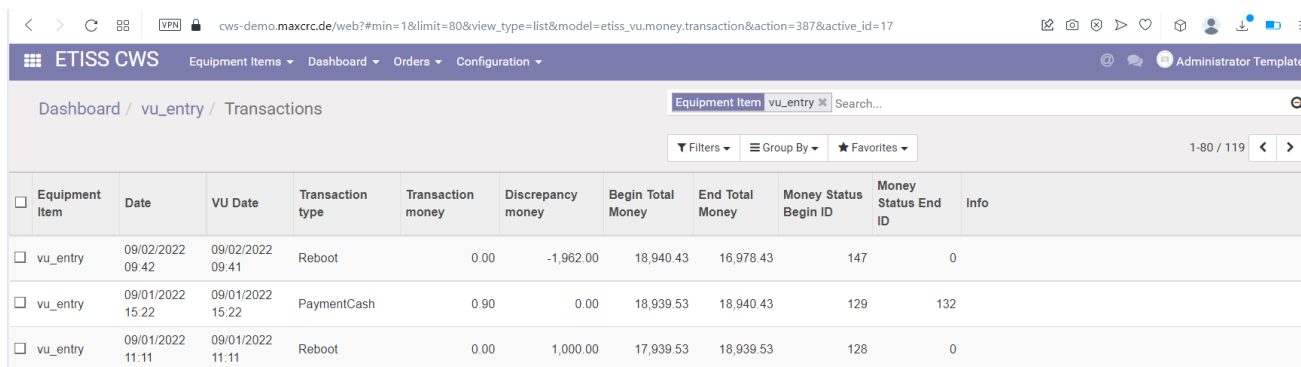 VPN cws-demo.maxcrc.de/web?#min=1&limit=80&view_type=list&model=etiss_vu.money.transaction&action=387&active_id=17
ETISS CWS Equipment Items Dashboard Orders Configuration @ Administrator Template
Dashboard / vu_entry / Transactions Equipment Item vu_entry Search...
Filters Group By Favorites 1-80 / 119
Equipment Item Date VU Date Transaction type Transaction money Discrepancy money Begin Total Money End Total Money Money Status Begin ID Money Status End ID Info
vu_entry 09/02/2022 09:42 09/02/2022 09:41 Reboot 0.00 -1,962.00 18,940.43 16,978.43 147 0
vu_entry 09/01/2022 15:22 09/01/2022 15:22 PaymentCash 0.90 0.00 18,939.53 18,940.43 129 132
vu_entry 09/01/2022 11:11 09/01/2022 11:11 Reboot 0.00 1,000.00 17,939.53 18,939.53 128 0